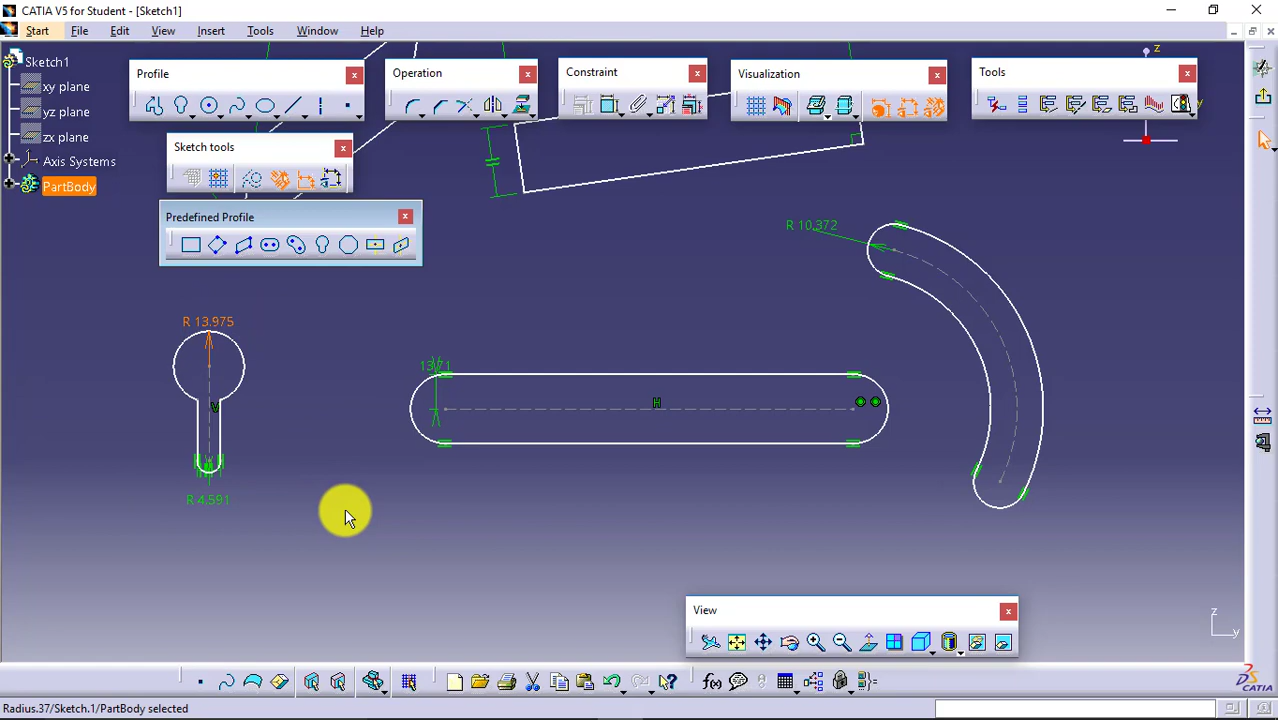 CATIA V5 for Student - [Sketch1]
Start File Edit View Insert Tools Window Help
Sketch1
xy plane
yz plane
zx plane
Axis Systems
PartBody
Profile
Operation
Constraint
Visualization
Tools
Sketch tools
Predefined Profile
z
y
R 10.372
R 13.975
V
R 4.591
H
View
z
y
f(x)
CATIA
Radius.37/Sketch.1/PartBody selected